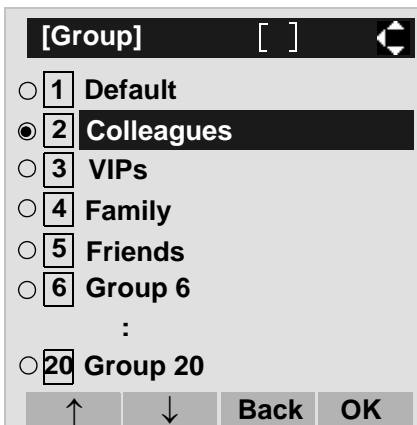 [Group] [ ]
1 Default
2 Colleagues
3 VIPs
4 Family
5 Friends
6 Group 6
:
20 Group 20
↑ ↓ Back OK